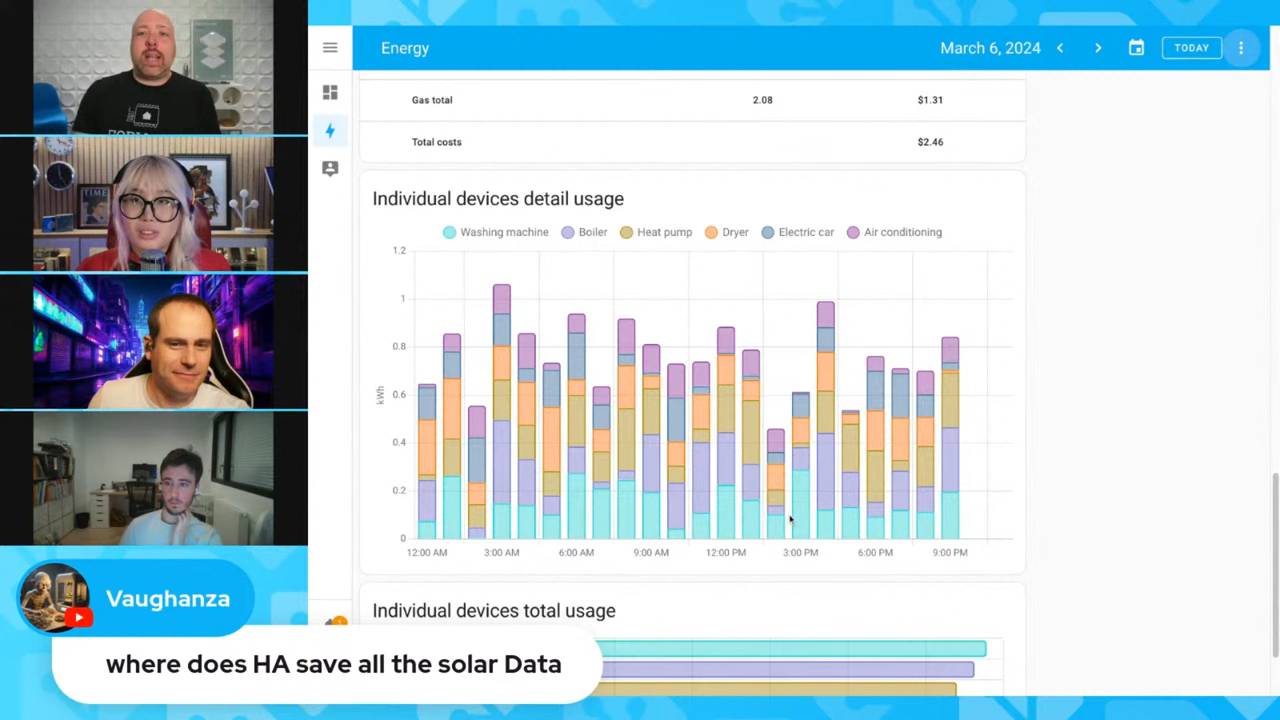 Energy
March 6, 2024
TODAY
Gas total 2.08 $1.31
Total costs $2.46
Individual devices detail usage
Washing machine Boiler Heat pump Dryer Electric car Air conditioning
1.2
1
0.8
0.6
0.4
0.2
0
kWh
12:00 AM 3:00 AM 6:00 AM 9:00 AM 12:00 PM 3:00 PM 6:00 PM 9:00 PM
Individual devices total usage
TIME
Vaughanza
where does HA save all the solar Data